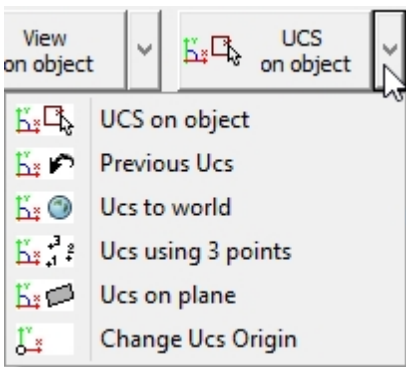 View
on object
UCS
on object
UCS on object
Previous Ucs
Ucs to world
Ucs using 3 points
Ucs on plane
Change Ucs Origin